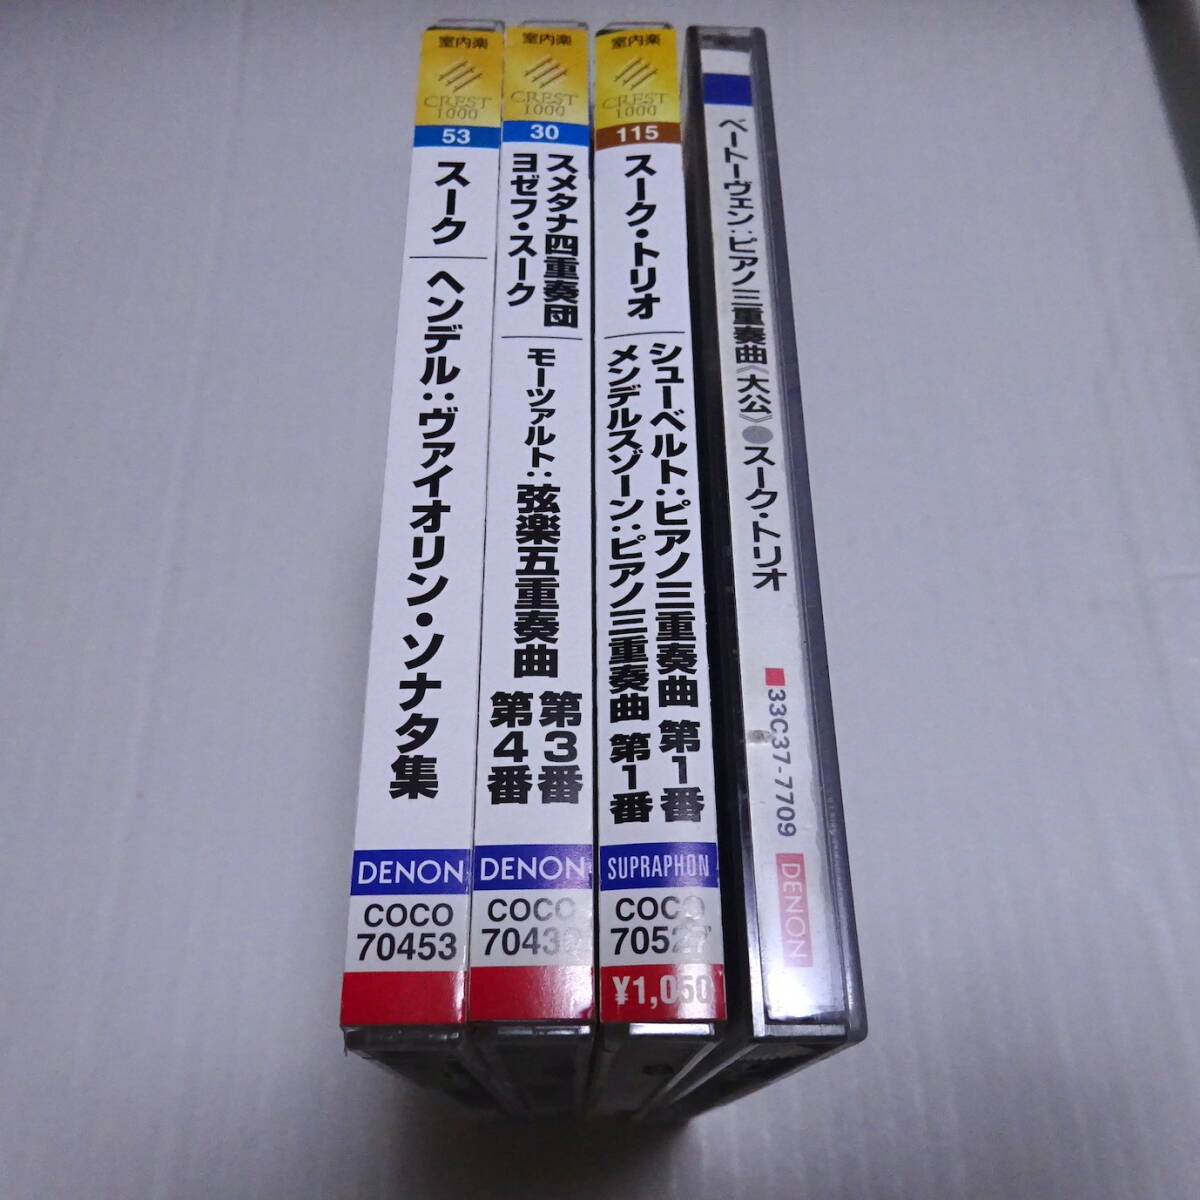 室内楽
CREST
1000
53
スーク
ヘンデル:ヴァイオリン・ソナタ集
DENON
COCO
70453
室内楽
CREST
1000
30
スメタナ四重奏団
ヨゼフ・スーク
モーツァルト:弦楽五重奏曲
第3番
第4番
DENON
COCO
室内楽
CREST
1000
115
スーク・トリオ
シューベルト:ピアノ三重奏曲 第1番
メンデルスゾーン:ピアノ三重奏曲 第1番
SUPRAPHON
COCO
70527
¥1,050
ベートーヴェン:ピアノ三重奏曲《大公》●スーク・トリオ
■33C37-7709
DENON